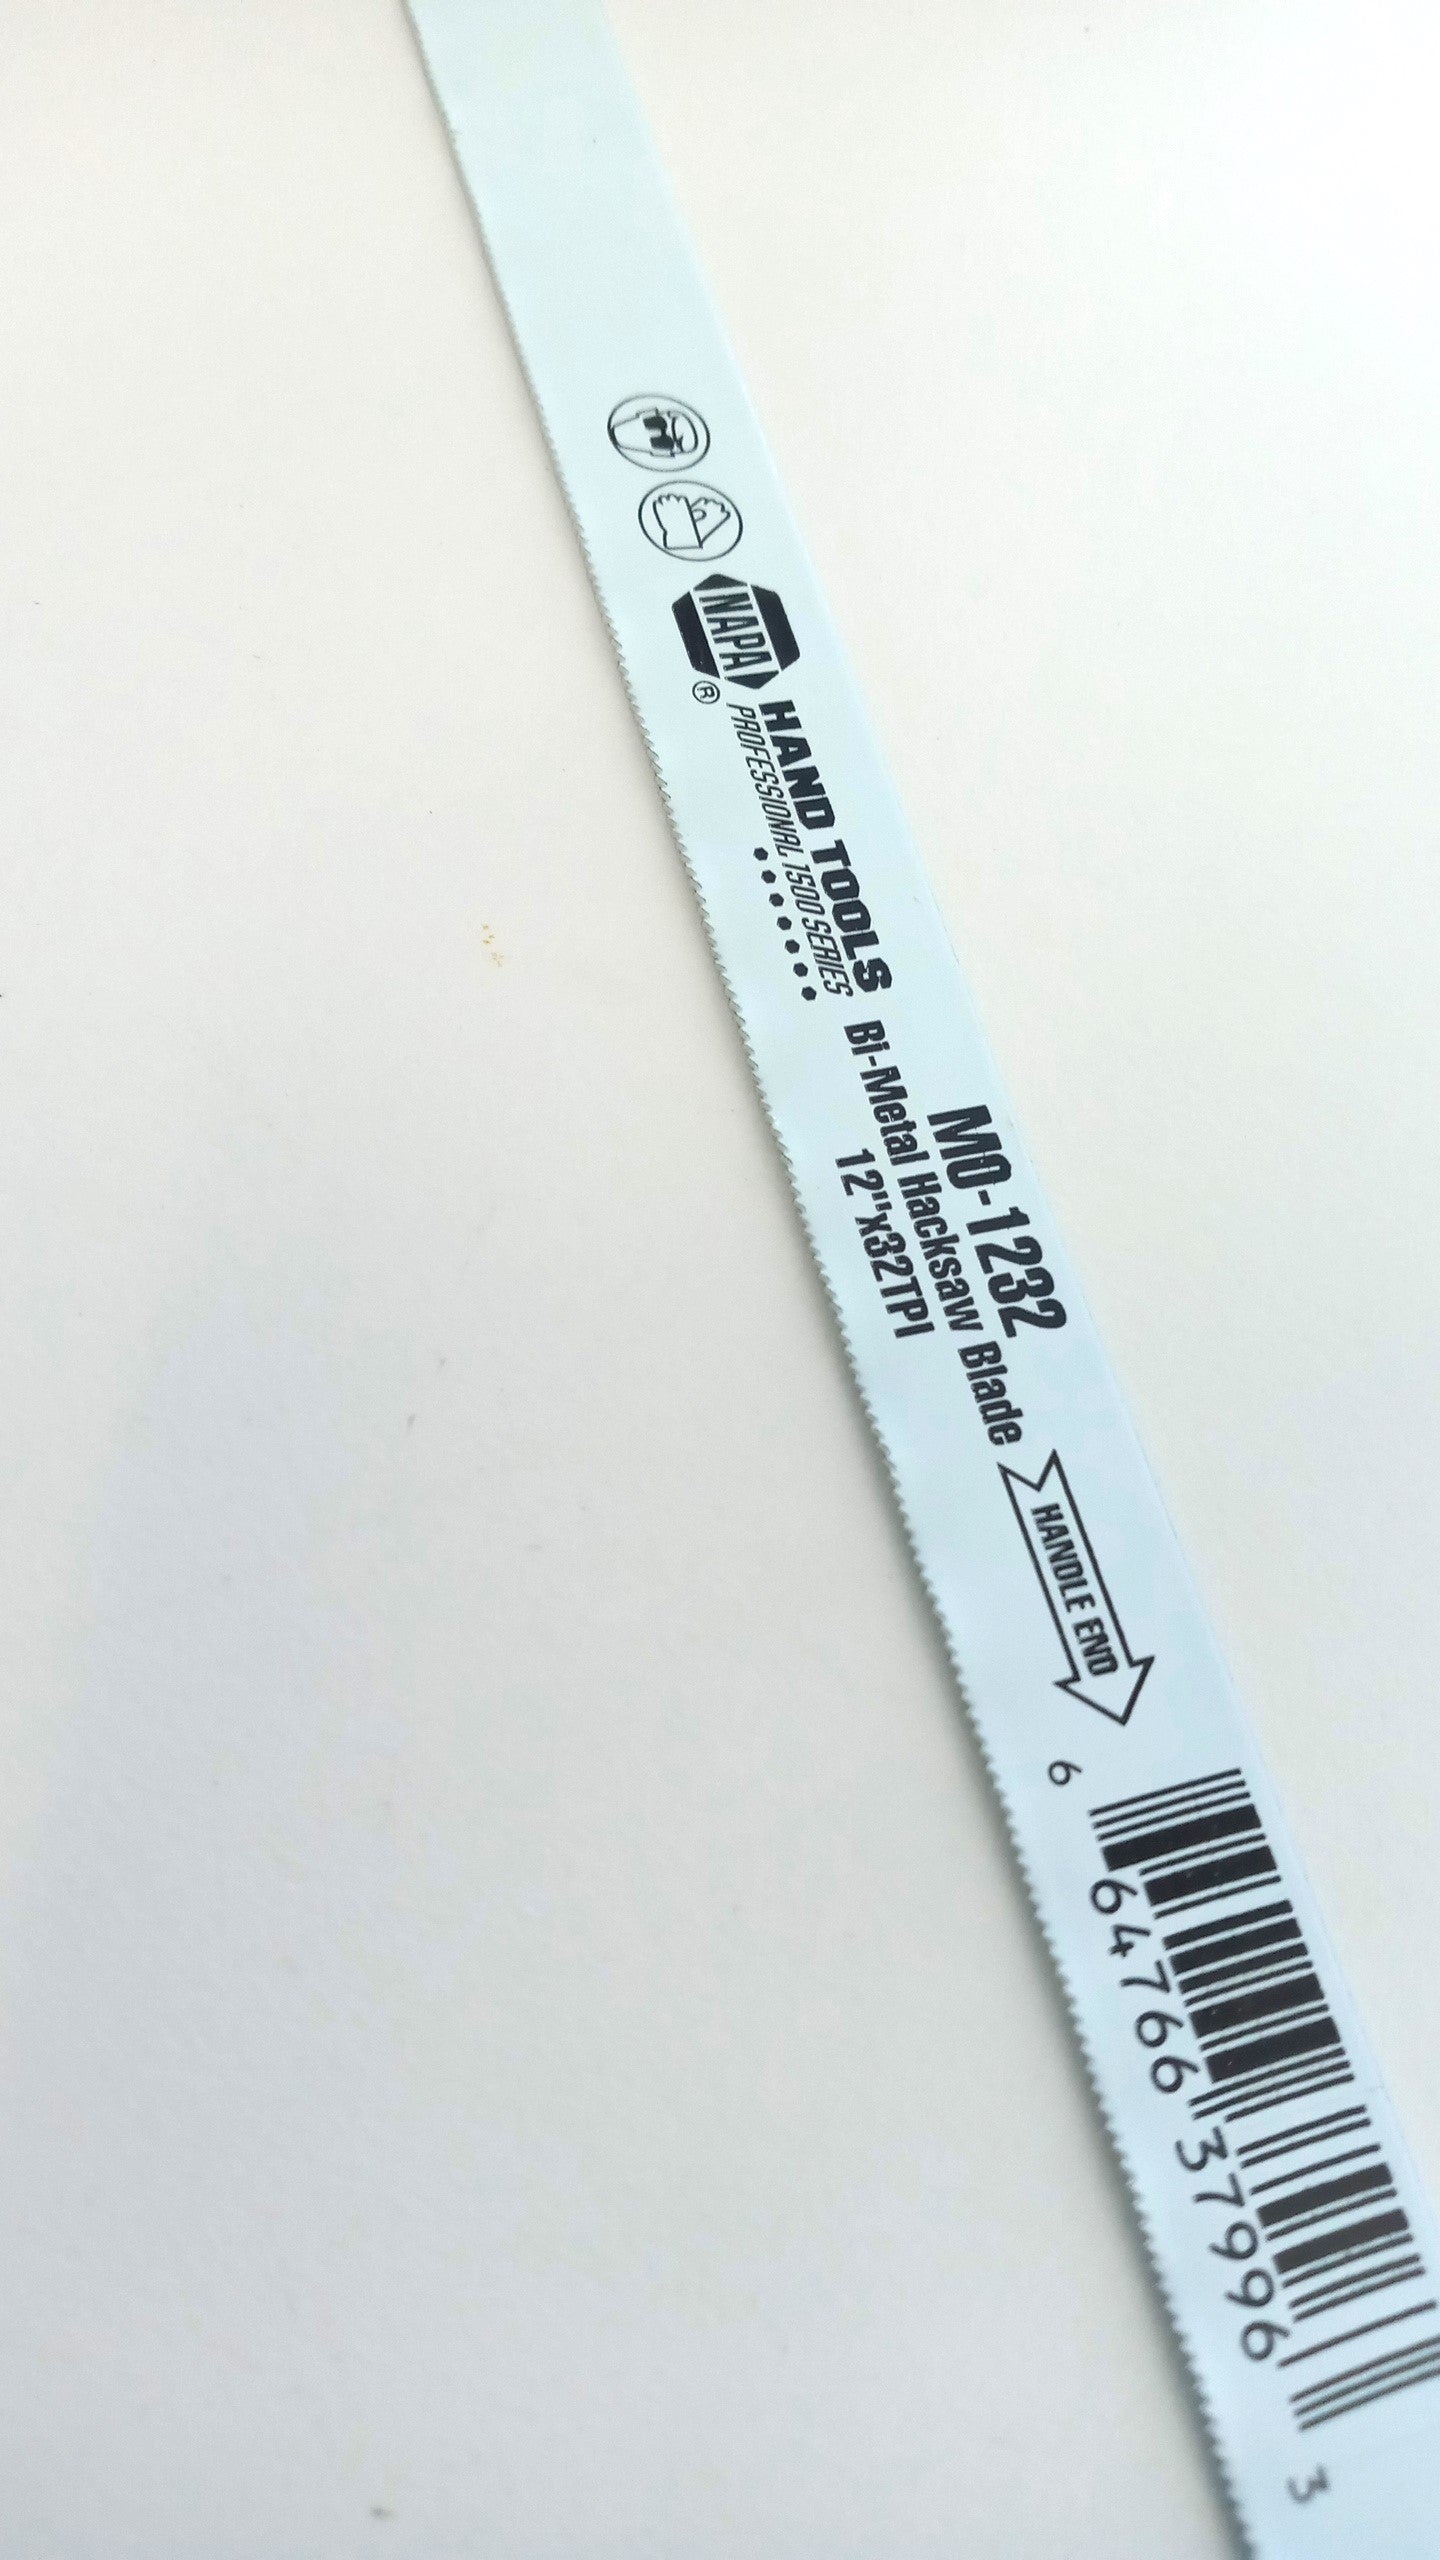 NAPA
®
HAND TOOLS
PROFESSIONAL 1500 SERIES
MO-1232
Bi-Metal Hacksaw Blade
12"x32TPI
HANDLE END
6 64766 37996 3